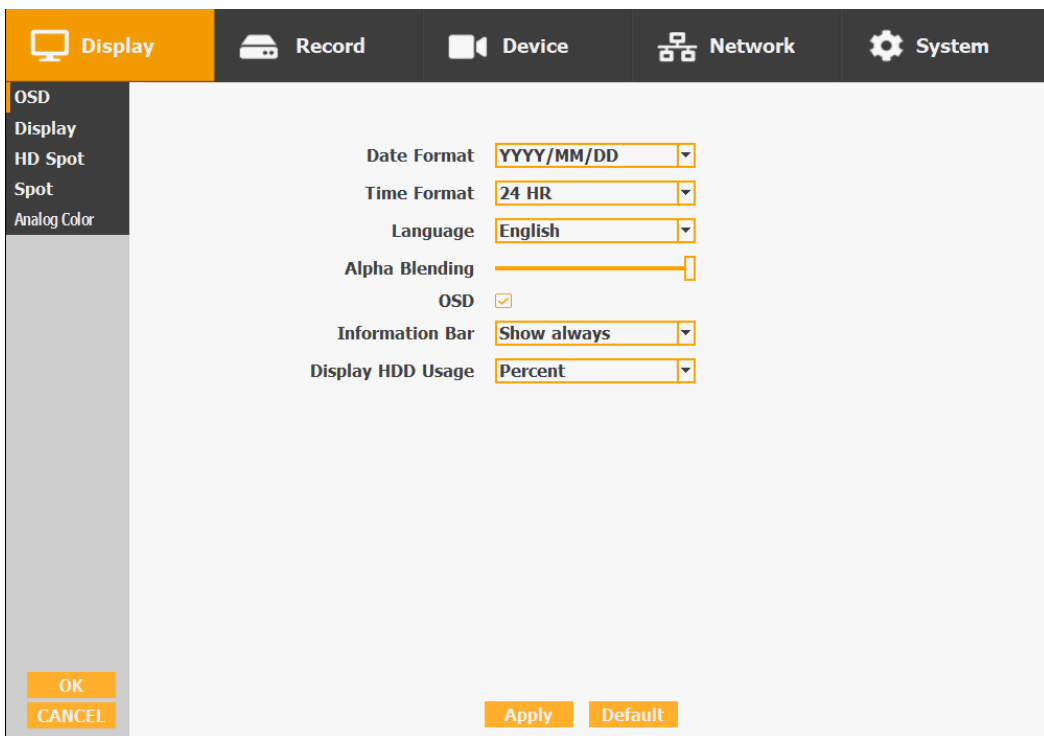 Display Record Device Network System
OSD
Display
HD Spot
Spot
Analog Color
Date Format YYYY/MM/DD
Time Format 24 HR
Language English
Alpha Blending
OSD
Information Bar Show always
Display HDD Usage Percent
OK
CANCEL
Apply Default